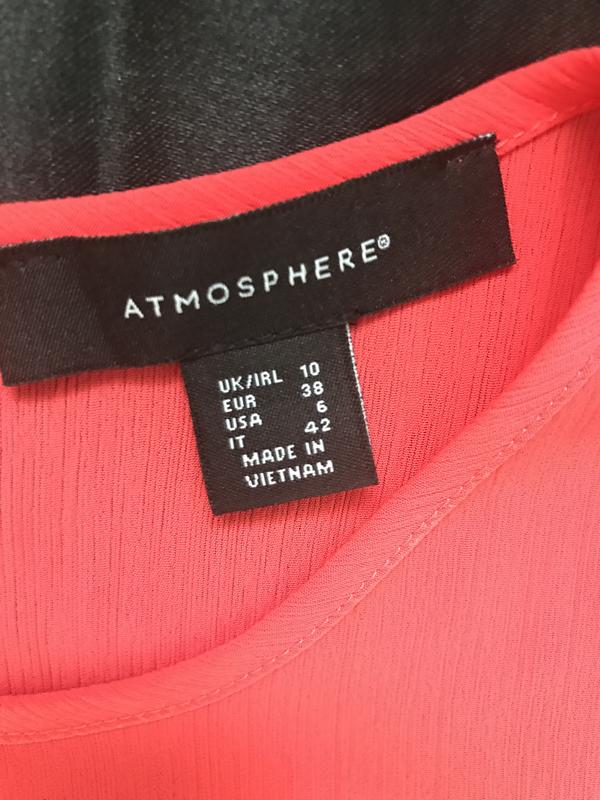 ATMOSPHERE®
UK/IRL 10
EUR 38
USA 6
IT 42
MADE IN
VIETNAM